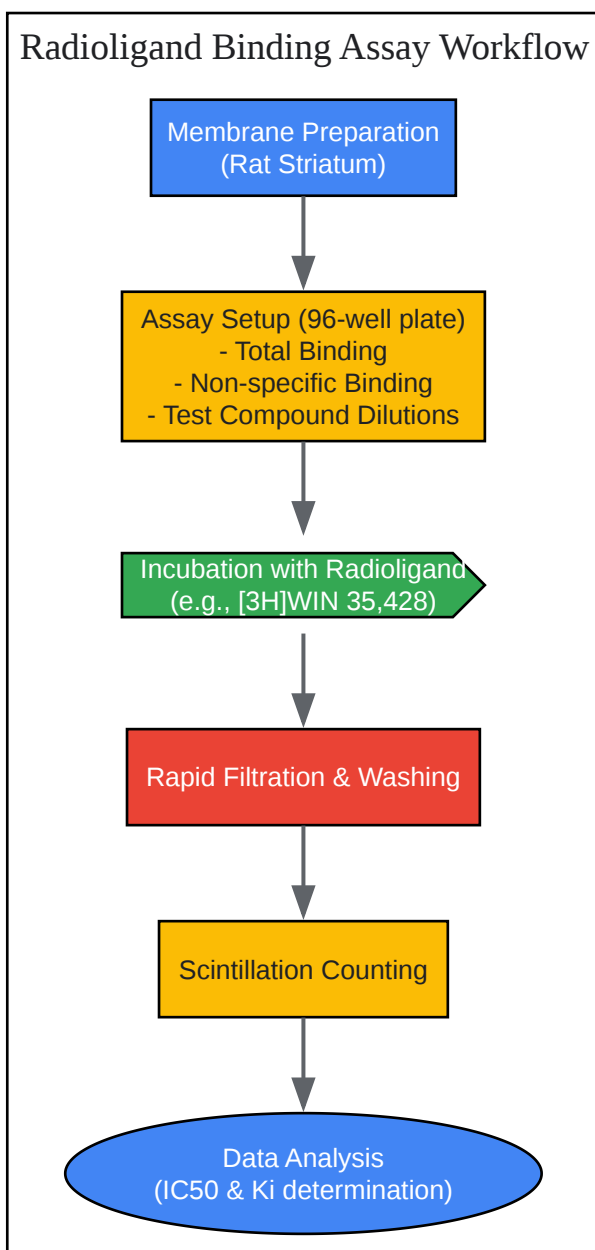 Radioligand Binding Assay Workflow
Membrane Preparation
(Rat Striatum)
Assay Setup (96-well plate)
- Total Binding
- Non-specific Binding
- Test Compound Dilutions
Incubation with Radioligand
(e.g., [3H]WIN 35,428)
Rapid Filtration & Washing
Scintillation Counting
Data Analysis
(IC50 & Ki determination)